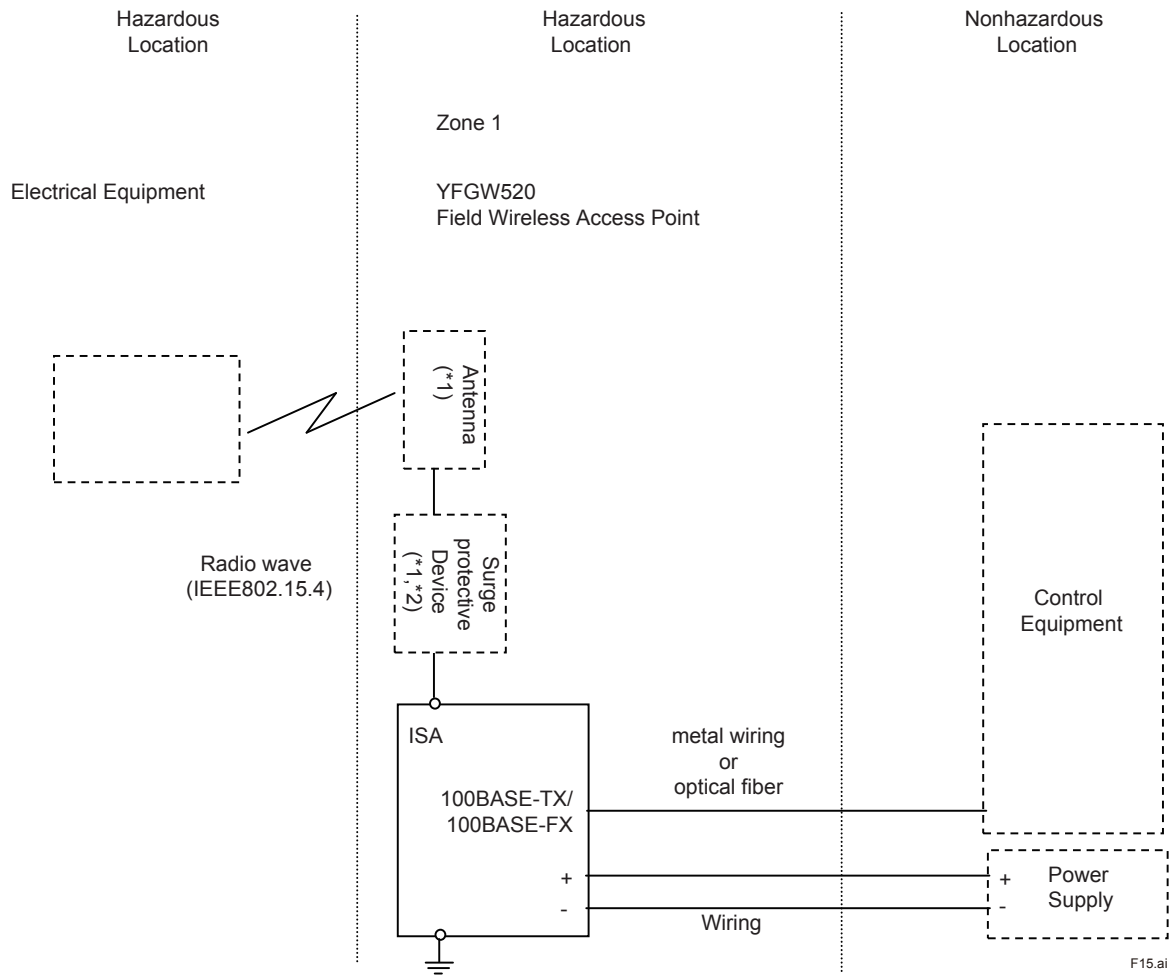 Hazardous
Location
Hazardous
Location
Nonhazardous
Location
Zone 1
Electrical Equipment
YFGW520
Field Wireless Access Point
Antenna
(*1)
Surge
protective
Device
(*1,*2)
Radio wave
(IEEE802.15.4)
Control
Equipment
ISA
metal wiring
or
optical fiber
100BASE-TX/
100BASE-FX
+
-
Wiring
+
-
Power
Supply
F15.ai